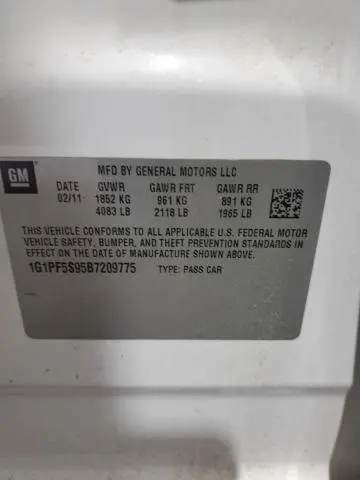 GM
MFD BY GENERAL MOTORS LLC
DATE GVWR GAWR FRT GAWR RR
02/11 1852 KG 961 KG 891 KG
4083 LB 2118 LB 1965 LB
THIS VEHICLE CONFORMS TO ALL APPLICABLE U.S. FEDERAL MOTOR
VEHICLE SAFETY, BUMPER, AND THEFT PREVENTION STANDARDS IN
EFFECT ON THE DATE OF MANUFACTURE SHOWN ABOVE.
1G1PF5S95B7209775 TYPE: PASS CAR